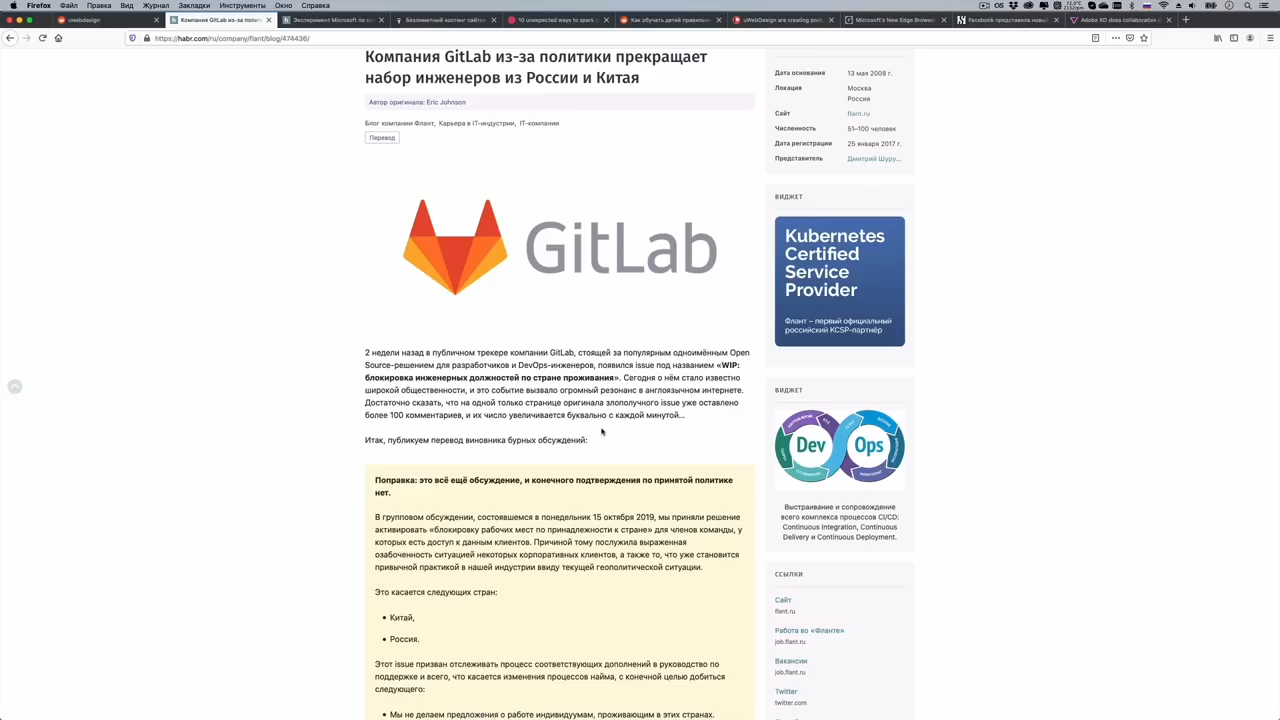 Firefox Файл Правка Вид Журнал Закладки Инструменты Окно Справка
uwebdesign
Компания GitLab из-за полит
Эксперимент Microsoft по со
Безлимитный хостинг сайтов
10 unexpected ways to spark c
Как обучать детей правильно
uWebDesign are creating pod
Microsoft's New Edge Browser
Facebook представила новый
Adobe XD does collaborative e
https://habr.com/ru/company/flant/blog/474436/
Компания GitLab из-за политики прекращает
набор инженеров из России и Китая
Автор оригинала: Eric Johnson
Блог компании Флант, Карьера в IT-индустрии, IT-компании
Перевод
GitLab
2 недели назад в публичном трекере компании GitLab, стоящей за популярным одноимённым Open
Source-решением для разработчиков и DevOps-инженеров, появился issue под названием «WIP:
блокировка инженерных должностей по стране проживания». Сегодня о нём стало известно
широкой общественности, и это событие вызвало огромный резонанс в англоязычном интернете.
Достаточно сказать, что на одной только странице оригинала злополучного issue уже оставлено
более 100 комментариев, и их число увеличивается буквально с каждой минутой...
Итак, публикуем перевод виновника бурных обсуждений:
Поправка: это всё ещё обсуждение, и конечного подтверждения по принятой политике
нет.
В групповом обсуждении, состоявшемся в понедельник 15 октября 2019, мы приняли решение
активировать «блокировку рабочих мест по принадлежности к стране» для членов команды, у
которых есть доступ к данным клиентов. Причиной тому послужила выраженная
озабоченность ситуацией некоторых корпоративных клиентов, а также то, что уже становится
привычной практикой в нашей индустрии ввиду текущей геополитической ситуации.
Это касается следующих стран:
• Китай,
• Россия.
Этот issue призван отслеживать процесс соответствующих дополнений в руководство по
поддержке и всего, что касается изменения процессов найма, с конечной целью добиться
следующего:
• Мы не делаем предложения о работе индивидуумам, проживающим в этих странах.
Дата основания 13 мая 2008 г.
Локация Москва
Россия
Сайт flant.ru
Численность 51–100 человек
Дата регистрации 25 января 2017 г.
Представитель Дмитрий Шуру...
ВИДЖЕТ
Kubernetes
Certified
Service
Provider
Флант – первый официальный
российский KCSP-партнёр
ВИДЖЕТ
Dev Ops
Выстраивание и сопровождение
всего комплекса процессов CI/CD:
Continuous Integration, Continuous
Delivery и Continuous Deployment.
ССЫЛКИ
Сайт
flant.ru
Работа во «Фланте»
job.flant.ru
Вакансии
job.flant.ru
Twitter
twitter.com